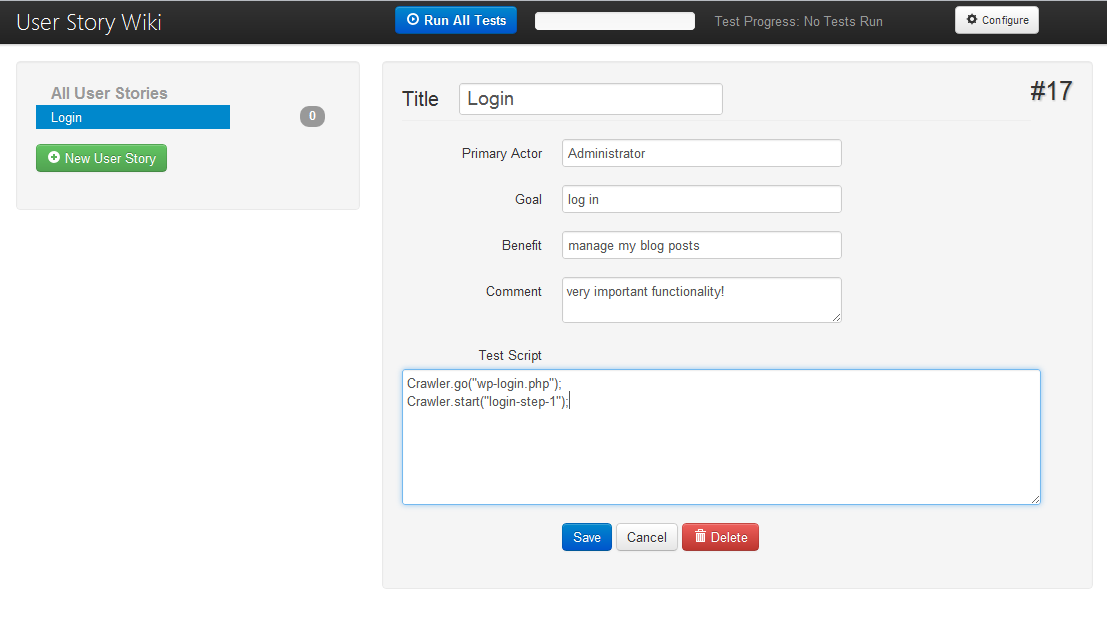 User Story Wiki
Run All Tests
Test Progress: No Tests Run
Configure
All User Stories
Login
0
New User Story
Title
Login
#17
Primary Actor
Administrator
Goal
log in
Benefit
manage my blog posts
Comment
very important functionality!
Test Script
Crawler.go("wp-login.php");
Crawler.start("login-step-1");
Save
Cancel
Delete